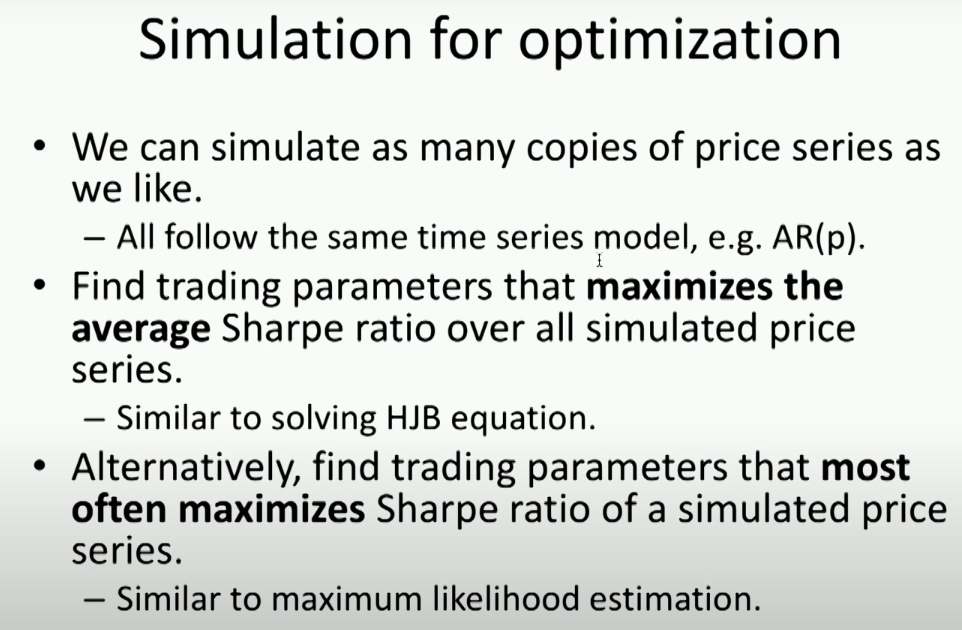 Simulation for optimization
• We can simulate as many copies of price series as
we like.
– All follow the same time series model, e.g. AR(p).
• Find trading parameters that maximizes the
average Sharpe ratio over all simulated price
series.
– Similar to solving HJB equation.
• Alternatively, find trading parameters that most
often maximizes Sharpe ratio of a simulated price
series.
– Similar to maximum likelihood estimation.